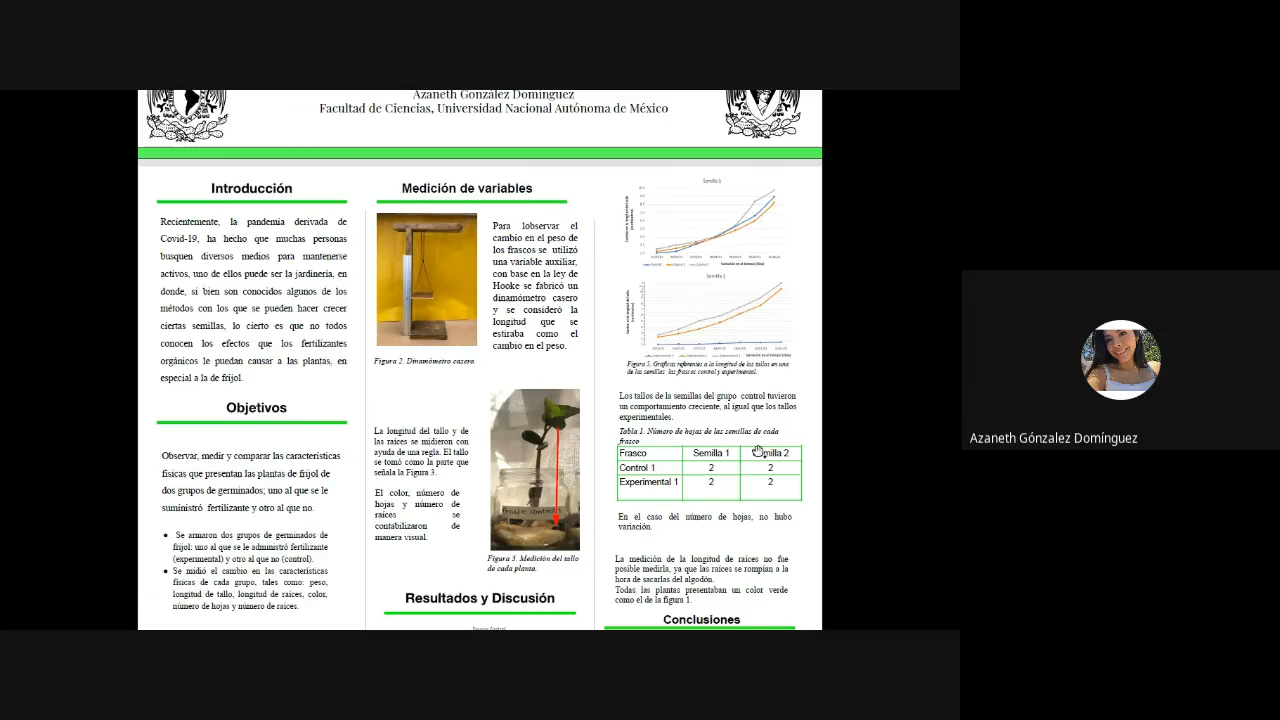 Azaneth González Domínguez
Facultad de Ciencias, Universidad Nacional Autónoma de México
Introducción
Recientemente, la pandemia derivada de
Covid-19, ha hecho que muchas personas
busquen diversos medios para mantenerse
activos, uno de ellos puede ser la jardinería, en
donde, si bien son conocidos algunos de los
métodos con los que se pueden hacer crecer
ciertas semillas, lo cierto es que no todos
conocen los efectos que los fertilizantes
orgánicos le puedan causar a las plantas, en
especial a la de frijol.
Objetivos
Observar, medir y comparar las características
físicas que presentan las plantas de frijol de
dos grupos de germinados; uno al que se le
suministró fertilizante y otro al que no.
● Se armaron dos grupos de germinados de
frijol: uno al que se le administró fertilizante
(experimental) y otro al que no (control).
● Se midió el cambio en las características
físicas de cada grupo, tales como: peso,
longitud de tallo, longitud de raíces, color,
número de hojas y número de raíces.
Medición de variables
Para lobservar el
cambio en el peso de
los frascos se utilizó
una variable auxiliar,
con base en la ley de
Hooke se fabricó un
dinamómetro casero
y se consideró la
longitud que se
estiraba como el
cambio en el peso.
Figura 2. Dinamómetro casero.
La longitud del tallo y de
las raíces se midieron con
ayuda de una regla. El tallo
se tomó como la parte que
señala la Figura 3.
El color, número de
hojas y número de
raíces se
contabilizaron de
manera visual.
Frasco control 1
Figura 3. Medición del tallo
de cada planta.
Resultados y Discusión
Semilla 1
Variación en el tiempo (Días)
Semilla 2
Variación en el tiempo (Días)
Figura 5. Gráficas referentes a la longitud de los tallos en una
de las semillas los frascos control y experimental.
Los tallos de la semillas del grupo control tuvieron
un comportamiento creciente, al igual que los tallos
experimentales.
Tabla 1. Número de hojas de las semillas de cada
frasco
Frasco Semilla 1 milla 2
Control 1 2 2
Experimental 1 2 2
En el caso del número de hojas, no hubo
variación.
La medición de la longitud de raíces no fue
posible medirla, ya que las raíces se rompían a la
hora de sacarlas del algodón.
Todas las plantas presentaban un color verde
como el de la figura 1.
Conclusiones
Azaneth Gónzalez Domínguez